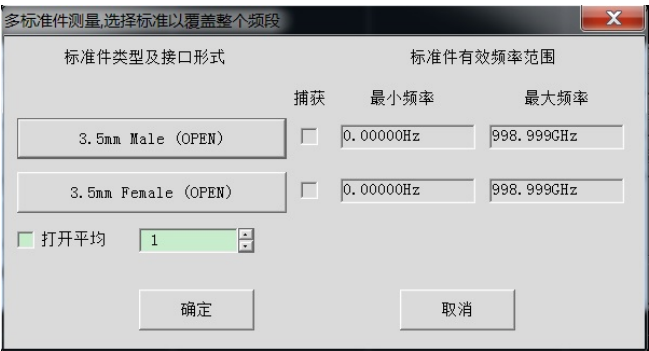 多标准件测量,选择标准以覆盖整个频段
标准件类型及接口形式 标准件有效频率范围
捕获 最小频率 最大频率
3.5mm Male (OPEN) 0.00000Hz 998.999GHz
3.5mm Female (OPEN) 0.00000Hz 998.999GHz
打开平均 1
确定 取消